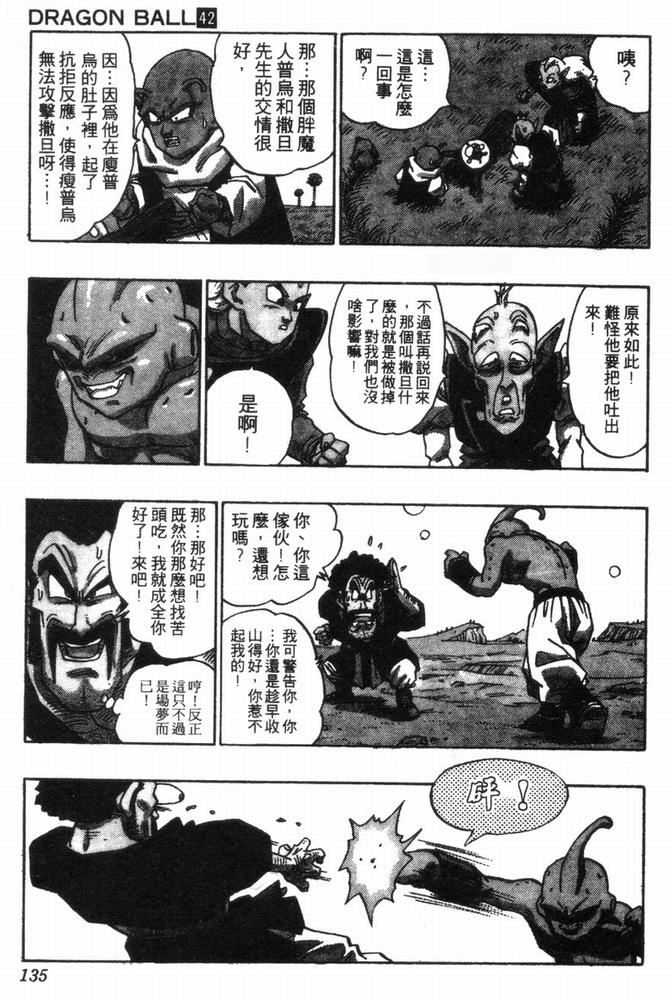 DRAGON BALL 42
咦？
這…
這是怎麼
一回事
啊？
那…那個胖魔
人普烏和撒旦
先生的交情很
好，
因…因爲他在瘦普
烏的肚子裡，起了
抗拒反應，使得瘦普烏
無法攻擊撒旦呀…！
原來如此！
難怪他要把他吐出
來！
不過話再說回來
，那個叫撒旦什
麼的就是被做掉
了，對我們也沒
啥影響嘛！
是啊！
你、你這
傢伙！怎
麼，還想
玩嗎？
我可警告你，你
…你還是趁早收
山得好，你惹不
起我的！
那…那好吧！
既然你那麼想找苦
頭吃，我就成全你
好了！來吧！
哼！反正
這只不過
是場夢而
已！
砰！
135